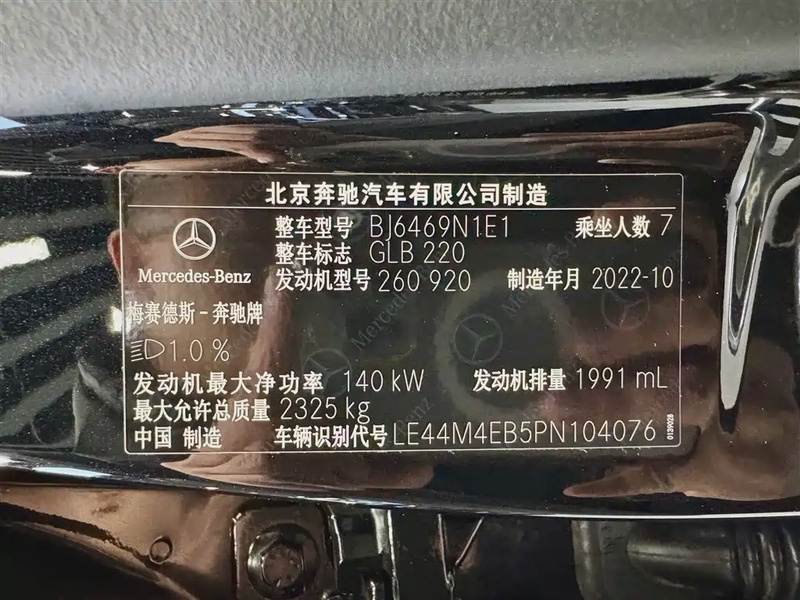 北京奔驰汽车有限公司制造
整车型号 BJ6469N1E1 乘坐人数 7
整车标志 GLB 220
Mercedes-Benz 发动机型号 260 920 制造年月 2022-10
梅赛德斯-奔驰牌
1.0 %
发动机最大净功率 140 kW 发动机排量 1991 mL
最大允许总质量 2325 kg
中国 制造 车辆识别代号 LE44M4EB5PN104076
0139028